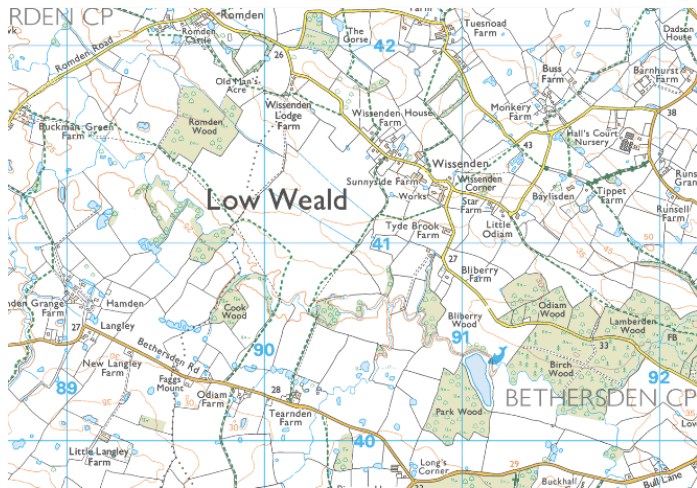 RDEN CP
Romden
Romden
Castle
Romden Road
26
The
Gorse
42
Farm
Tuesnoad
Farm
Dadson
House
Old Man's
Acre
Buss
Farm
Barnhurst
Farm
Wissenden
Lodge
Farm
Monkery
Farm
38
Romden
Wood
Wissenden House
Farm
Buckman Green
Farm
Hall's Court
Nursery
43
Wissenden
Sunnyside Farm
Wissenden
Corner
Works
Star
Farm
Baylisden
Tippet
Farm
Runsell
Farm
Low Weald
Little
Odiam
Tyde Brook
Farm
41
50
27
Bliberry
Farm
Hamden
Grange
Farm
Cook
Wood
Odiam
Wood
Bliberry
Wood
Lamberden
Wood
27
Langley
Bethersden Rd
91
33
FB
90
New Langley
Farm
Birch
Wood
92
89
Faggs
Mount
28
BETHERSDEN CP
Odiam
Farm
Tearnden
Farm
Park Wood
30
35
40
Little Langley
Farm
Long's
Corner
29
Buckhall
Bull Lane